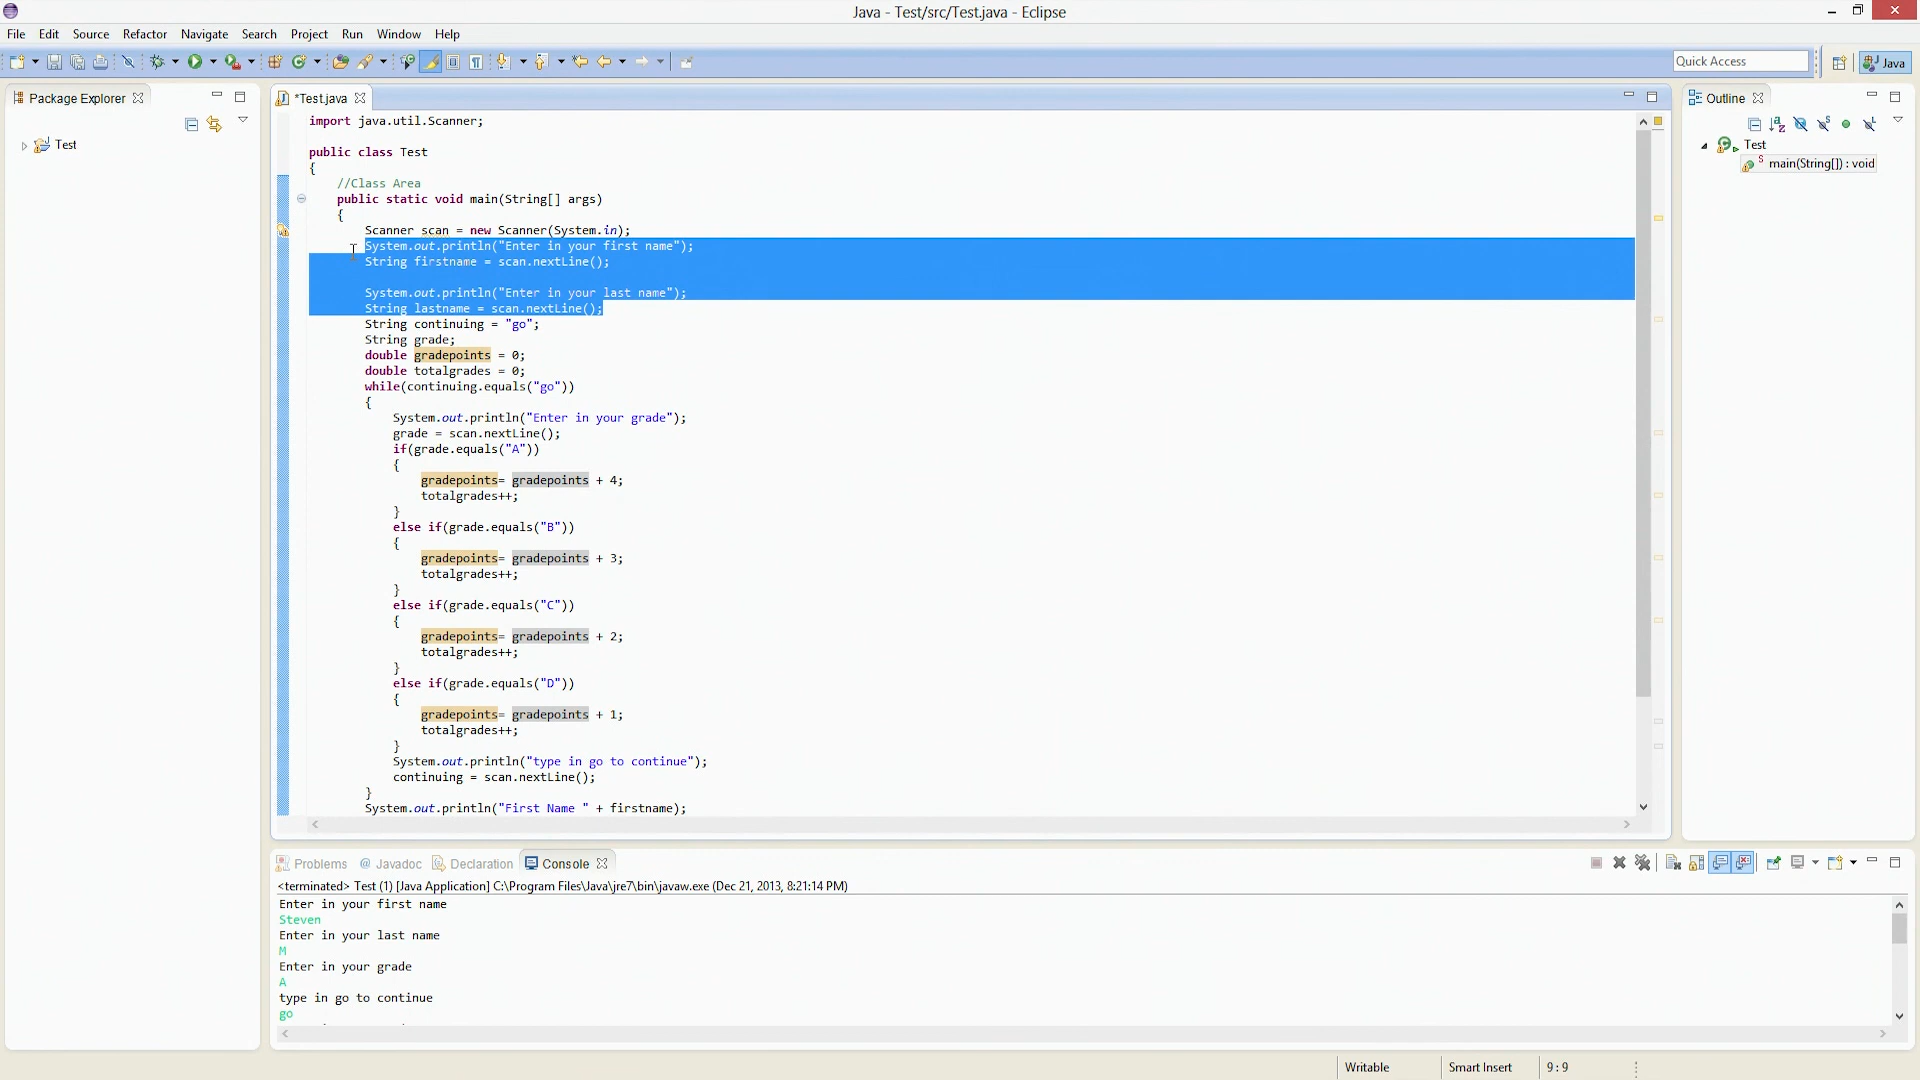 Java - Test/src/Test.java - Eclipse
File Edit Source Refactor Navigate Search Project Run Window Help
Quick Access
Java
Package Explorer
Test
*Test.java
import java.util.Scanner;
public class Test
{
//Class Area
public static void main(String[] args)
{
Scanner scan = new Scanner(System.in);
System.out.println("Enter in your first name");
String firstname = scan.nextLine();
System.out.println("Enter in your last name");
String lastname = scan.nextLine();
String continuing = "go";
String grade;
double gradepoints = 0;
double totalgrades = 0;
while(continuing.equals("go"))
{
System.out.println("Enter in your grade");
grade = scan.nextLine();
if(grade.equals("A"))
{
gradepoints= gradepoints + 4;
totalgrades++;
}
else if(grade.equals("B"))
{
gradepoints= gradepoints + 3;
totalgrades++;
}
else if(grade.equals("C"))
{
gradepoints= gradepoints + 2;
totalgrades++;
}
else if(grade.equals("D"))
{
gradepoints= gradepoints + 1;
totalgrades++;
}
System.out.println("type in go to continue");
continuing = scan.nextLine();
}
System.out.println("First Name " + firstname);
Outline
Test
main(String[]) : void
Problems @ Javadoc Declaration Console
<terminated> Test (1) [Java Application] C:\Program Files\Java\jre7\bin\javaw.exe (Dec 21, 2013, 8:21:14 PM)
Enter in your first name
Steven
Enter in your last name
M
Enter in your grade
A
type in go to continue
go
Writable
Smart Insert
9 : 9